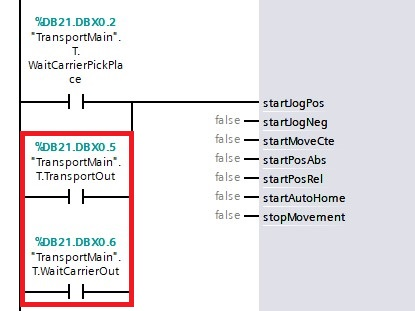 %DB21.DBX0.2
"TransportMain".
T.
WaitCarrierPickPla
ce
startJogPos
false startJogNeg
%DB21.DBX0.5
false startMoveCte
"TransportMain".
false startPosAbs
T.TransportOut
false startPosRel
false startAutoHome
false stopMovement
%DB21.DBX0.6
"TransportMain".
T.WaitCarrierOut